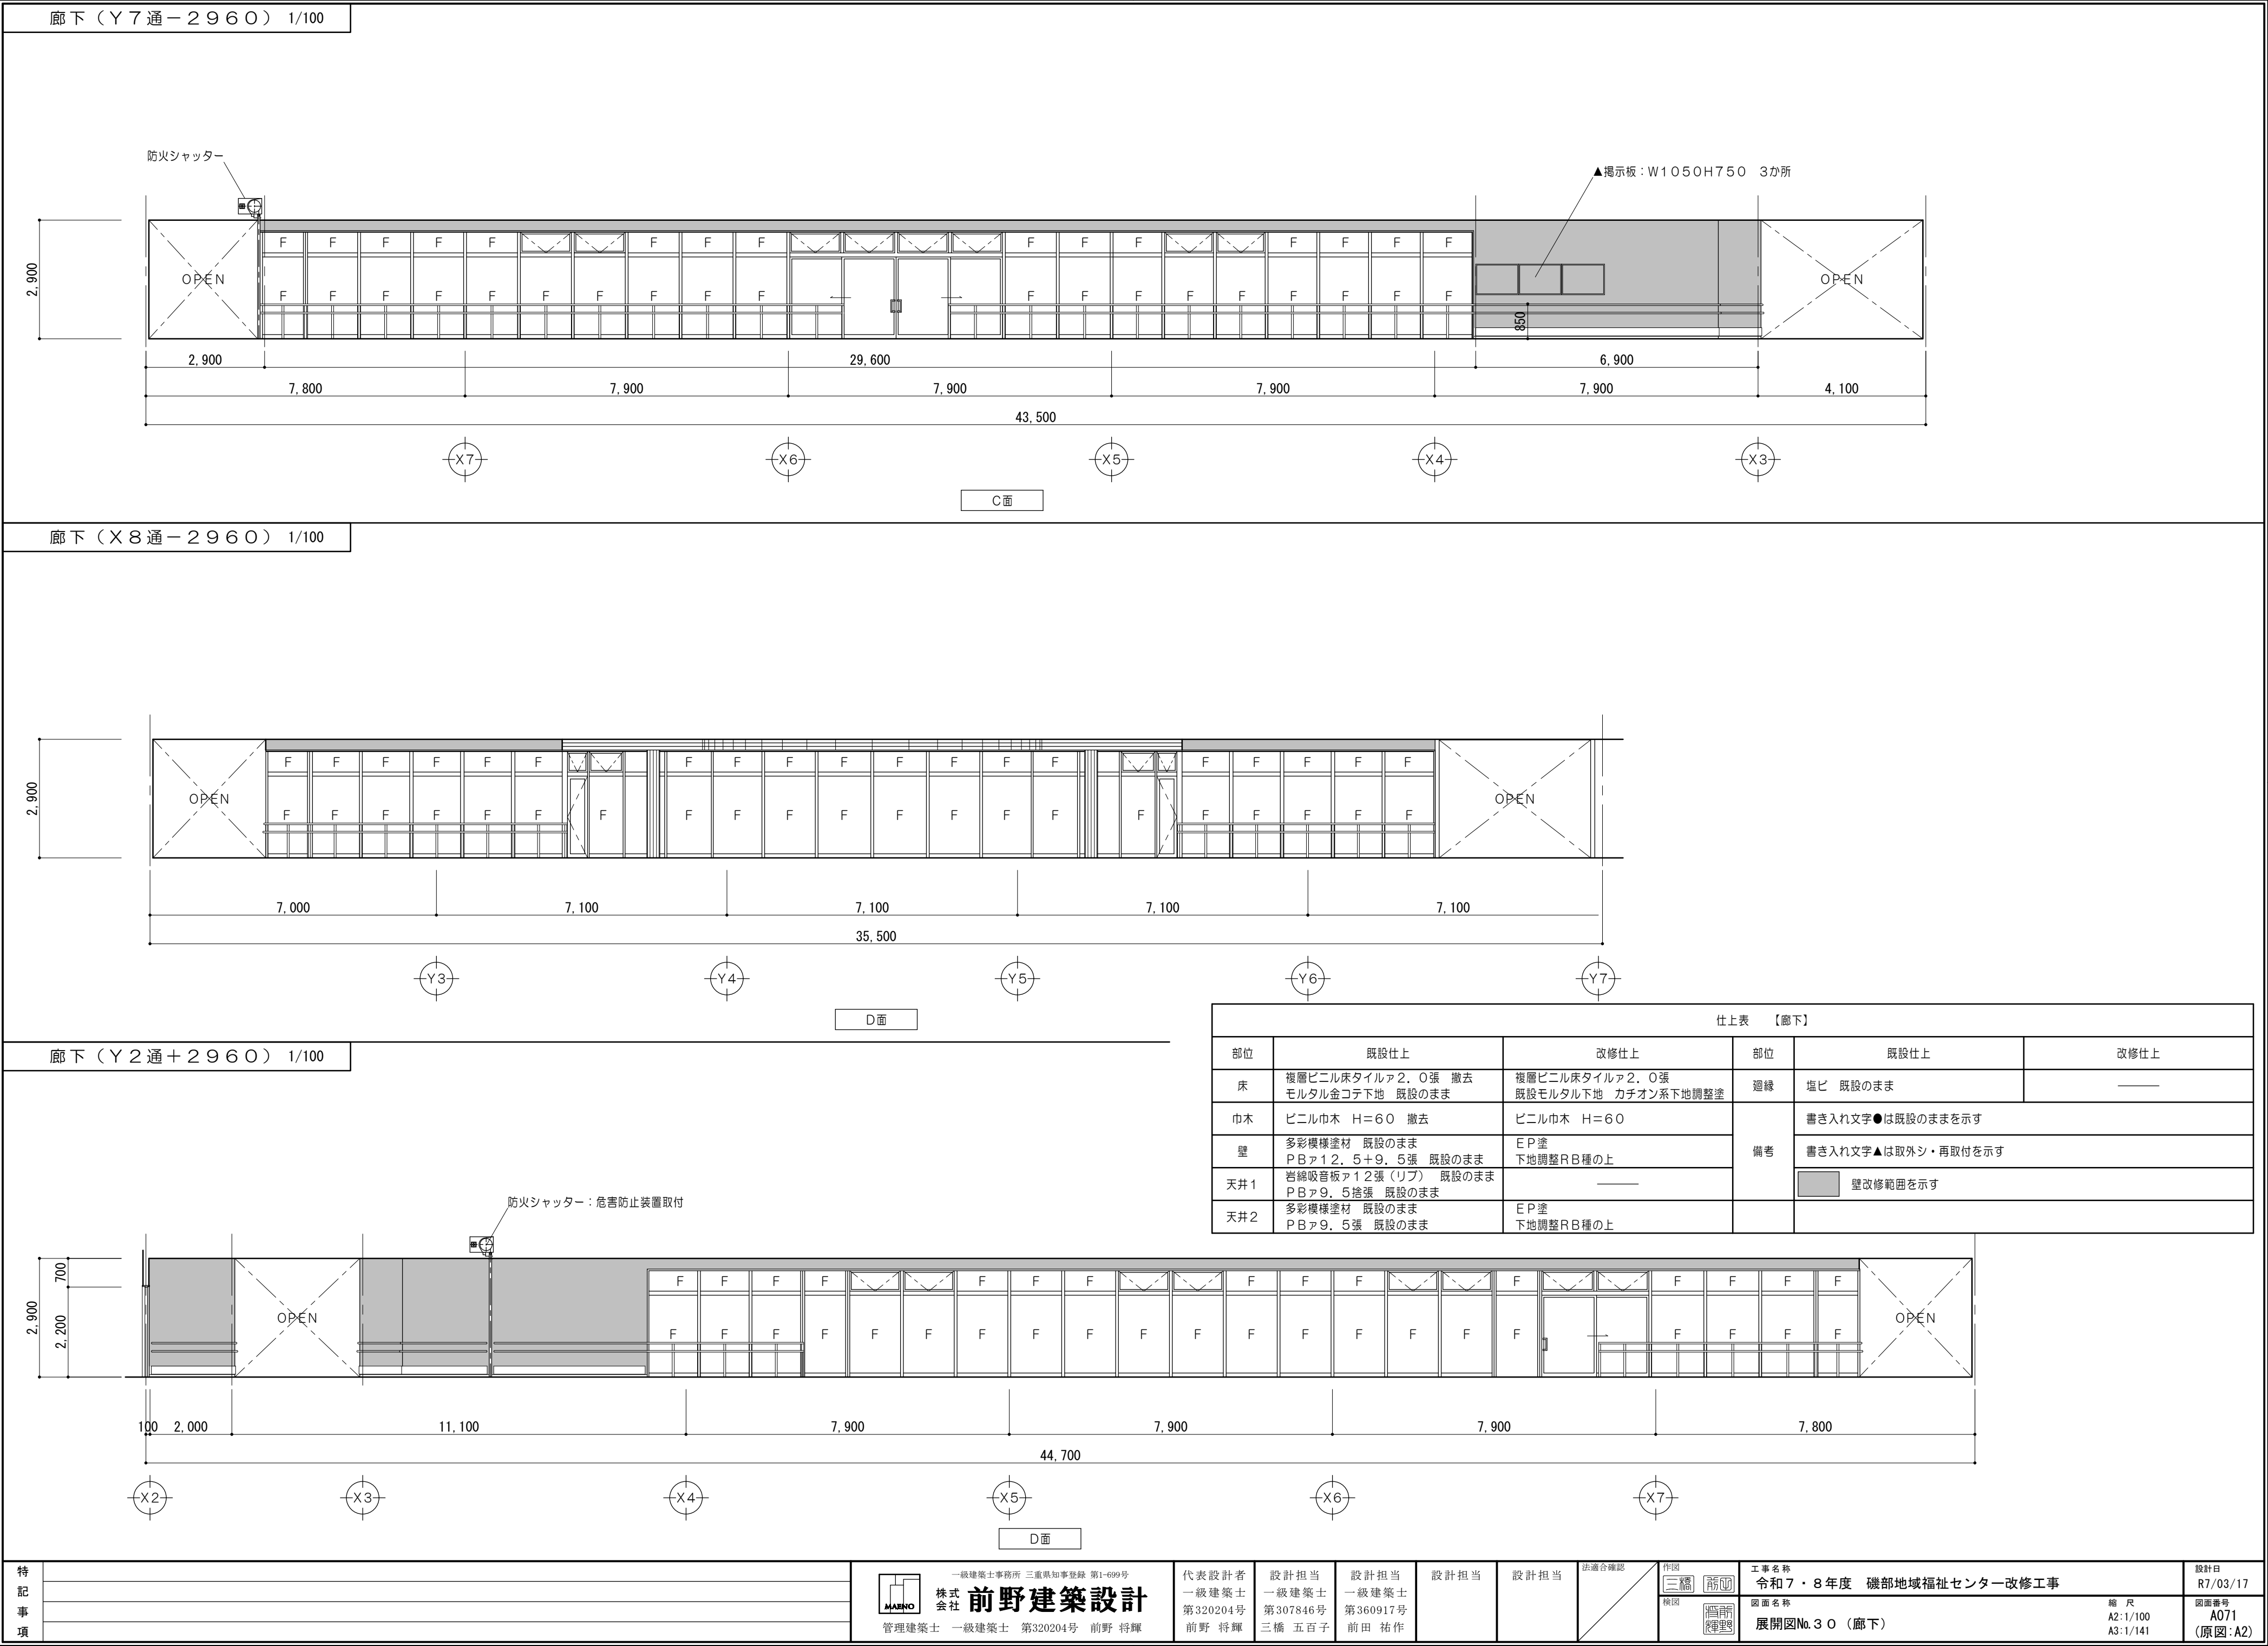 廊下（Ｙ７通－２９６０） 1/100
防火シャッター
▲掲示板：Ｗ１０５０Ｈ７５０　３か所
2,900
OPEN
F F F F F F F F F F F F F F F
F F F F F F F F F F F F F F F F F F F
OPEN
850
2,900 29,600 6,900
7,800 7,900 7,900 7,900 7,900 4,100
43,500
X7 X6 X5 X4 X3
C面
廊下（Ｘ８通－２９６０） 1/100
2,900
OPEN
F F F F F F F F F F F F F F F F F F F
F F F F F F F F F F F F F F F F F F F F F
OPEN
7,000 7,100 7,100 7,100 7,100
35,500
Y3 Y4 Y5 Y6 Y7
D面
仕上表　【廊下】
部位 既設仕上 改修仕上 部位 既設仕上 改修仕上
床 複層ビニル床タイルァ２．０張　撤去 複層ビニル床タイルァ２．０張 廻縁 塩ビ　既設のまま
モルタル金コテ下地　既設のまま 既設モルタル下地　カチオン系下地調整塗
巾木 ビニル巾木　Ｈ＝６０　撤去 ビニル巾木　Ｈ＝６０ 備考 書き入れ文字●は既設のままを示す
壁 多彩模様塗材　既設のまま ＥＰ塗 書き入れ文字▲は取外シ・再取付を示す
ＰＢァ１２．５＋９．５張　既設のまま 下地調整ＲＢ種の上
天井１ 岩綿吸音板ァ１２張（リブ）　既設のまま 壁改修範囲を示す
ＰＢァ９．５捨張　既設のまま
天井２ 多彩模様塗材　既設のまま ＥＰ塗
ＰＢァ９．５張　既設のまま 下地調整ＲＢ種の上
廊下（Ｙ２通＋２９６０） 1/100
防火シャッター：危害防止装置取付
2,900 700 2,200
OPEN
F F F F F F F F F F F F F F F
F F F F F F F F F F F F F F F F F F F F F
OPEN
100 2,000 11,100 7,900 7,900 7,900 7,800
44,700
X2 X3 X4 X5 X6 X7
D面
特記事項
MAENO
一級建築士事務所 三重県知事登録 第1-699号
株式会社 前野建築設計
管理建築士　一級建築士　第320204号　前野 将輝
代表設計者
一級建築士
第320204号
前野 将輝
設計担当
一級建築士
第307846号
三橋 五百子
設計担当
一級建築士
第360917号
前田 祐作
設計担当
設計担当
法適合確認
作図
三橋 前田
検図
工事名称
令和７・８年度　磯部地域福祉センター改修工事
図面名称
展開図№３０（廊下）
縮 尺
A2:1/100
A3:1/141
設計日
R7/03/17
図面番号
A071
(原図:A2)